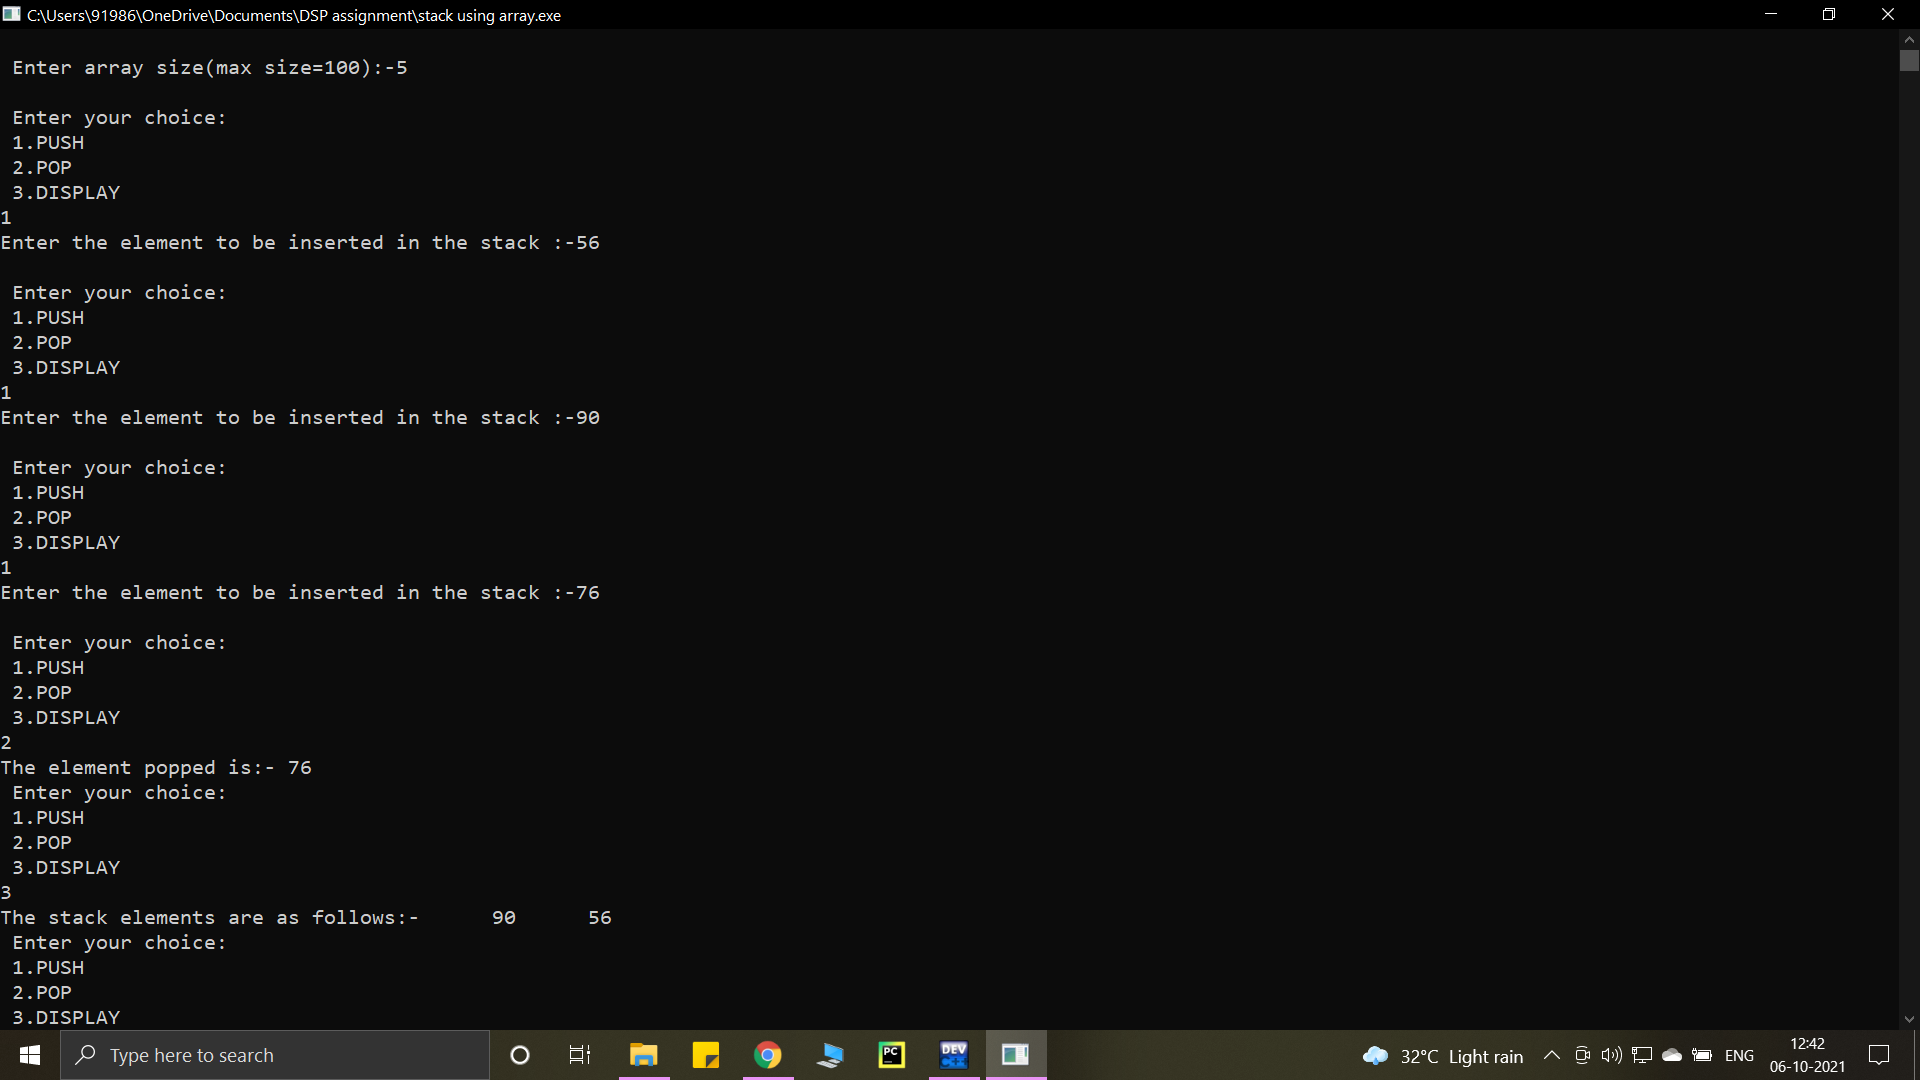 C:\Users\91986\OneDrive\Documents\DSP assignment\stack using array.exe
Enter array size(max size=100):-5
Enter your choice:
1.PUSH
2.POP
3.DISPLAY
1
Enter the element to be inserted in the stack :-56
Enter your choice:
1.PUSH
2.POP
3.DISPLAY
1
Enter the element to be inserted in the stack :-90
Enter your choice:
1.PUSH
2.POP
3.DISPLAY
1
Enter the element to be inserted in the stack :-76
Enter your choice:
1.PUSH
2.POP
3.DISPLAY
2
The element popped is:- 76
Enter your choice:
1.PUSH
2.POP
3.DISPLAY
3
The stack elements are as follows:- 90 56
Enter your choice:
1.PUSH
2.POP
3.DISPLAY
Type here to search
PC
DEV C++
32°C Light rain
ENG
12:42
06-10-2021